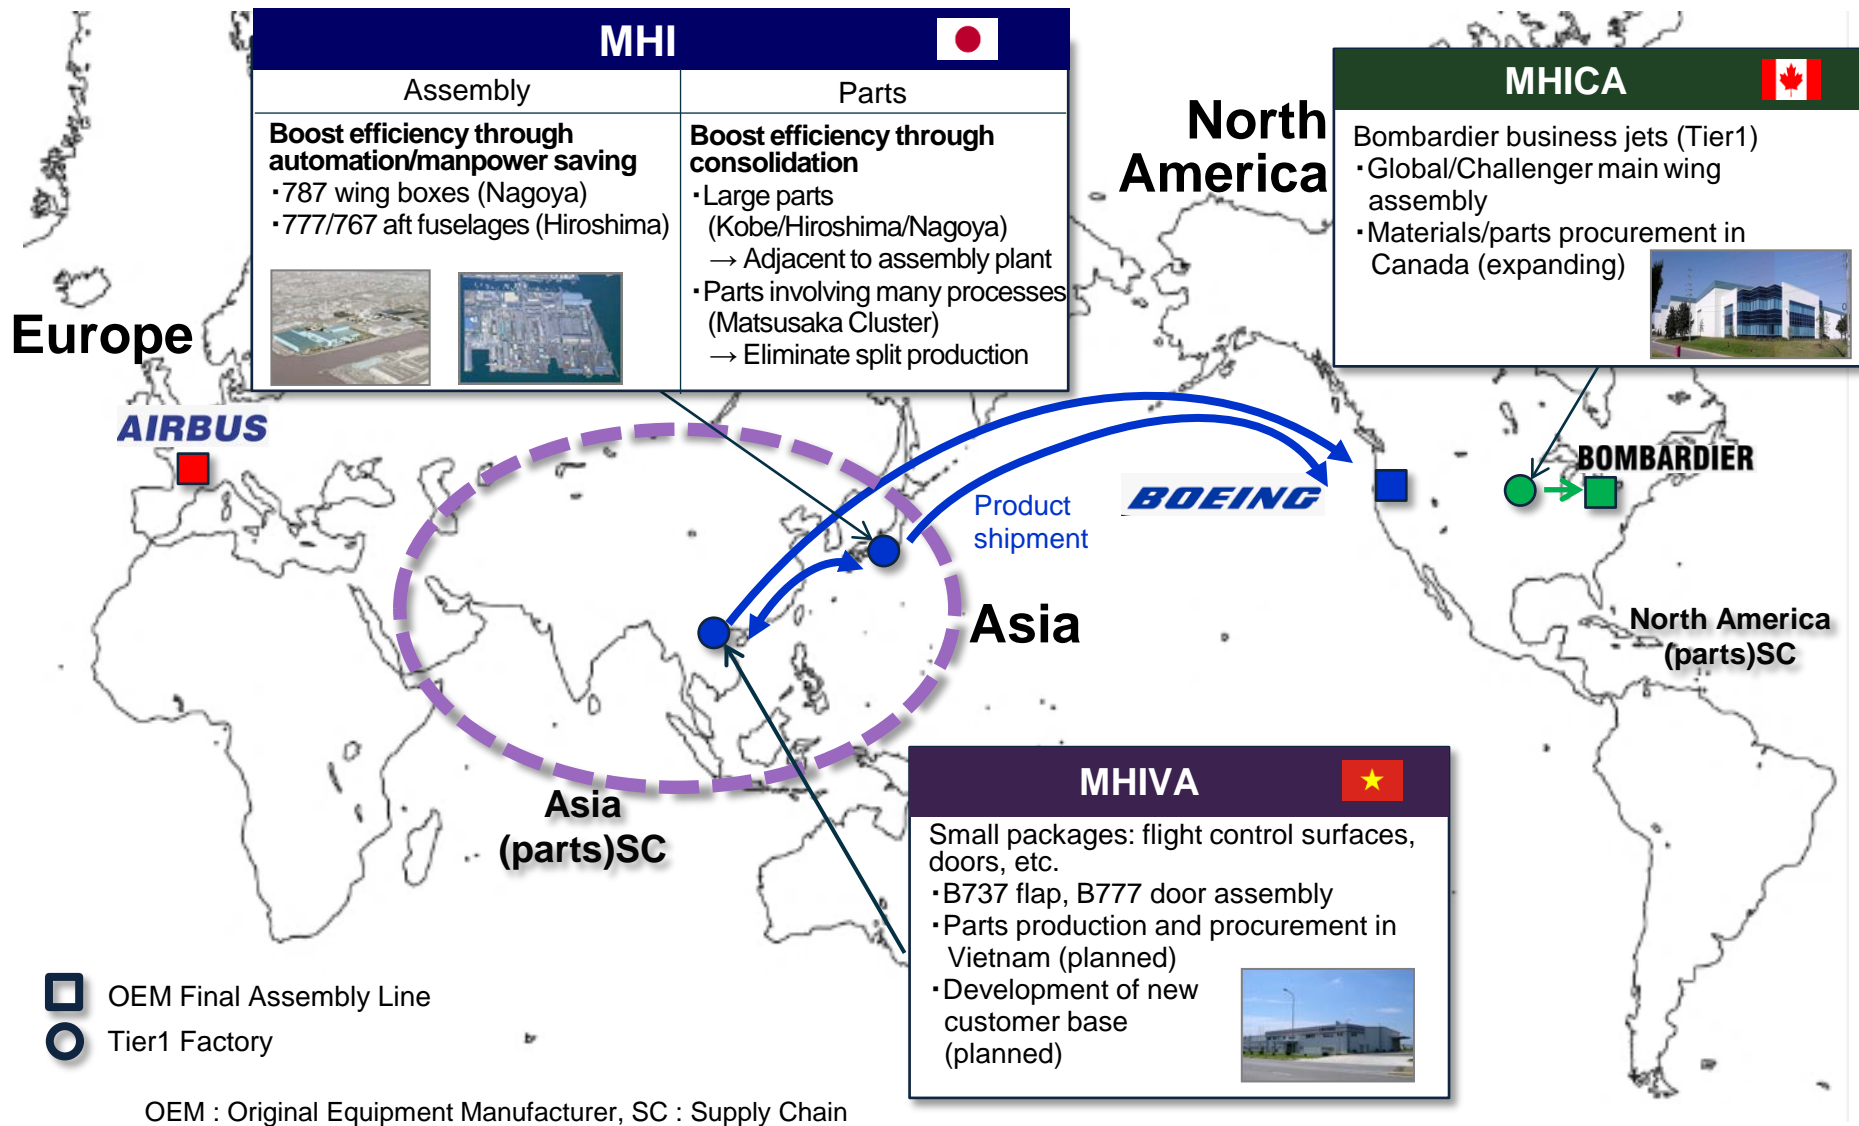 MHI
Assembly
Parts
Boost efficiency through
automation/manpower saving
・787 wing boxes (Nagoya)
・777/767 aft fuselages (Hiroshima)
Boost efficiency through
consolidation
・Large parts
(Kobe/Hiroshima/Nagoya)
→ Adjacent to assembly plant
・Parts involving many processes
(Matsusaka Cluster)
→ Eliminate split production
MHICA
Bombardier business jets (Tier1)
・Global/Challenger main wing
assembly
・Materials/parts procurement in
Canada (expanding)
North
America
Europe
AIRBUS
BOEING
BOMBARDIER
Product
shipment
Asia
North America
(parts)SC
Asia
(parts)SC
MHIVA
Small packages: flight control surfaces,
doors, etc.
・B737 flap, B777 door assembly
・Parts production and procurement in
Vietnam (planned)
・Development of new
customer base
(planned)
OEM Final Assembly Line
Tier1 Factory
OEM : Original Equipment Manufacturer, SC : Supply Chain